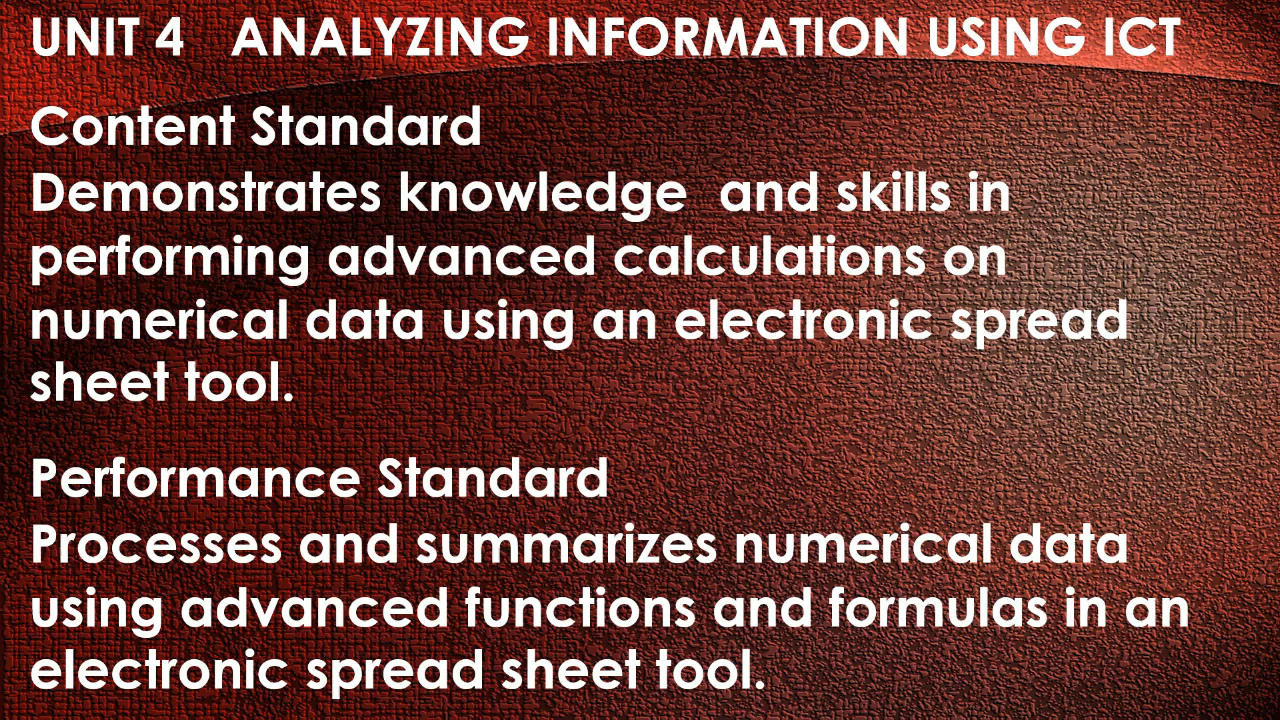 UNIT 4 ANALYZING INFORMATION USING ICT
Content Standard
Demonstrates knowledge and skills in
performing advanced calculations on
numerical data using an electronic spread
sheet tool.
Performance Standard
Processes and summarizes numerical data
using advanced functions and formulas in an
electronic spread sheet tool.